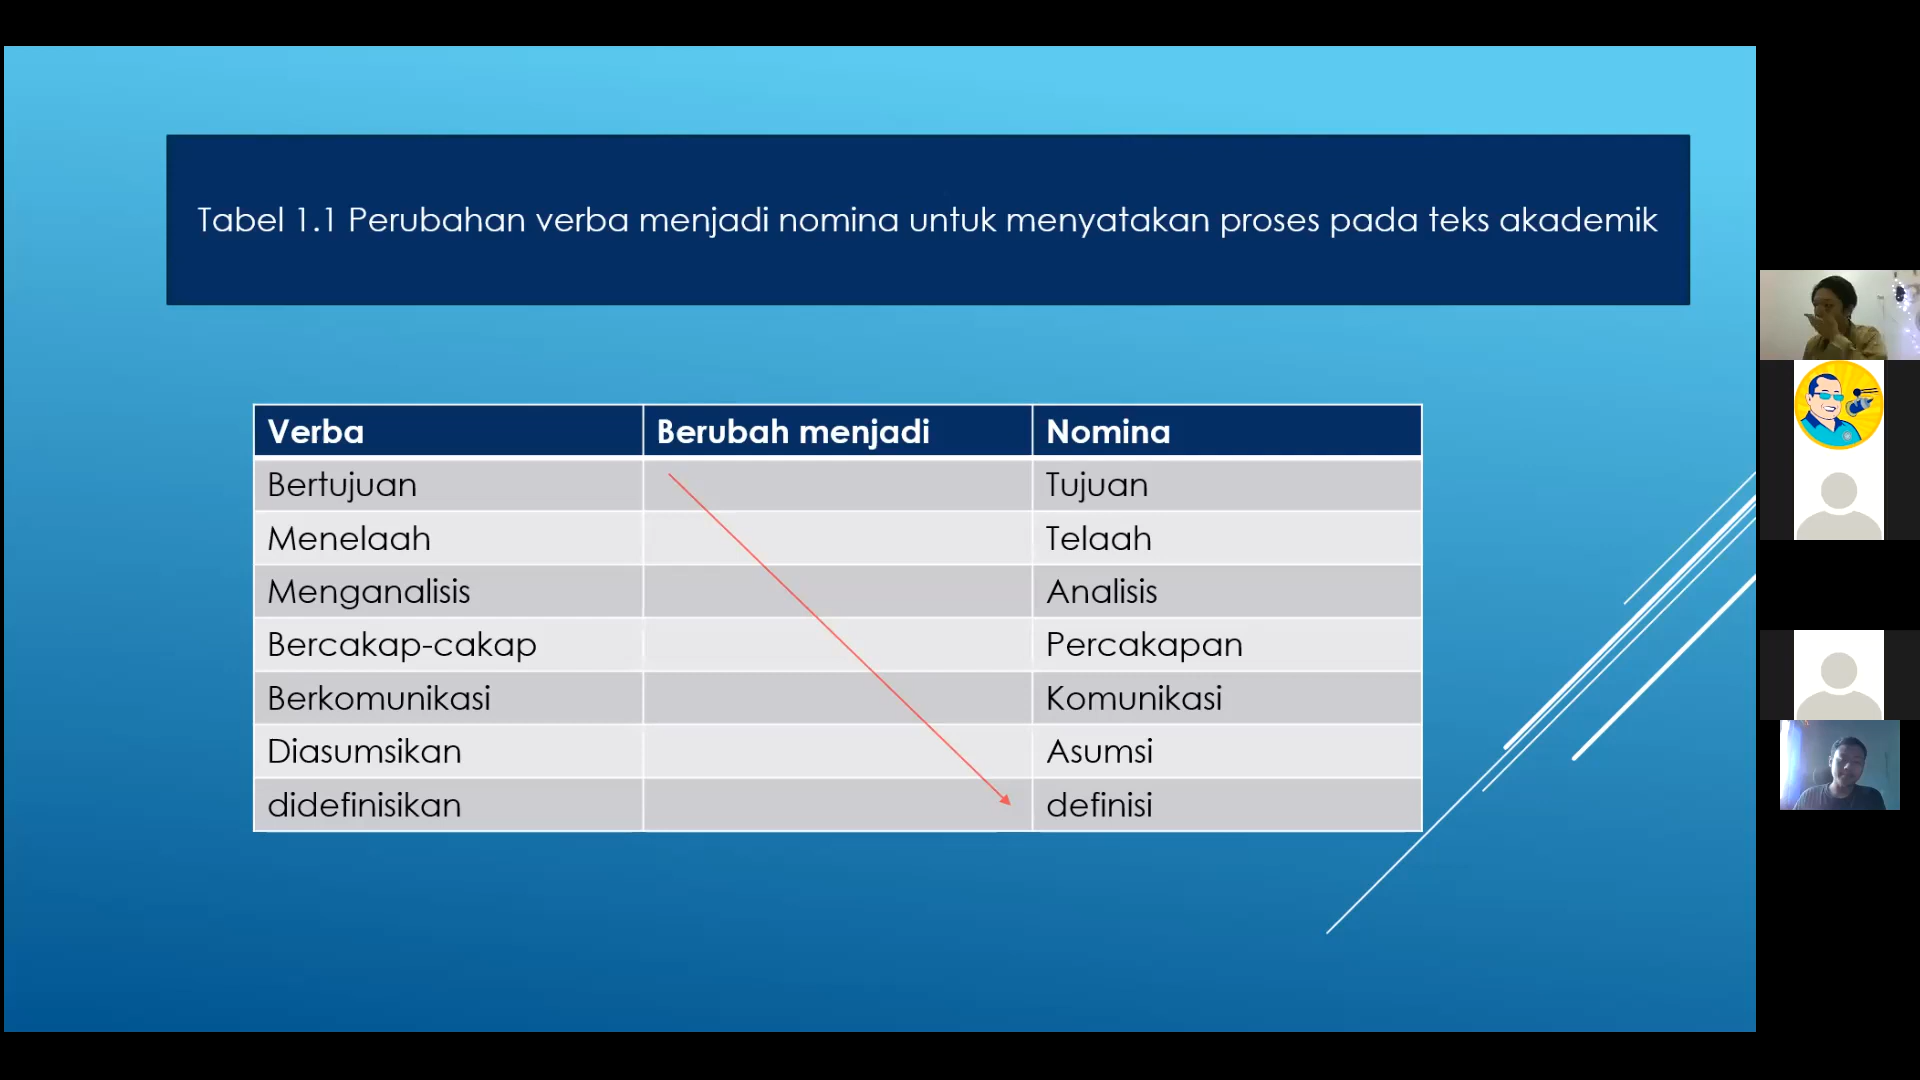 Tabel 1.1 Perubahan verba menjadi nomina untuk menyatakan proses pada teks akademik
Verba Berubah menjadi Nomina
Bertujuan Tujuan
Menelaah Telaah
Menganalisis Analisis
Bercakap-cakap Percakapan
Berkomunikasi Komunikasi
Diasumsikan Asumsi
didefinisikan definisi